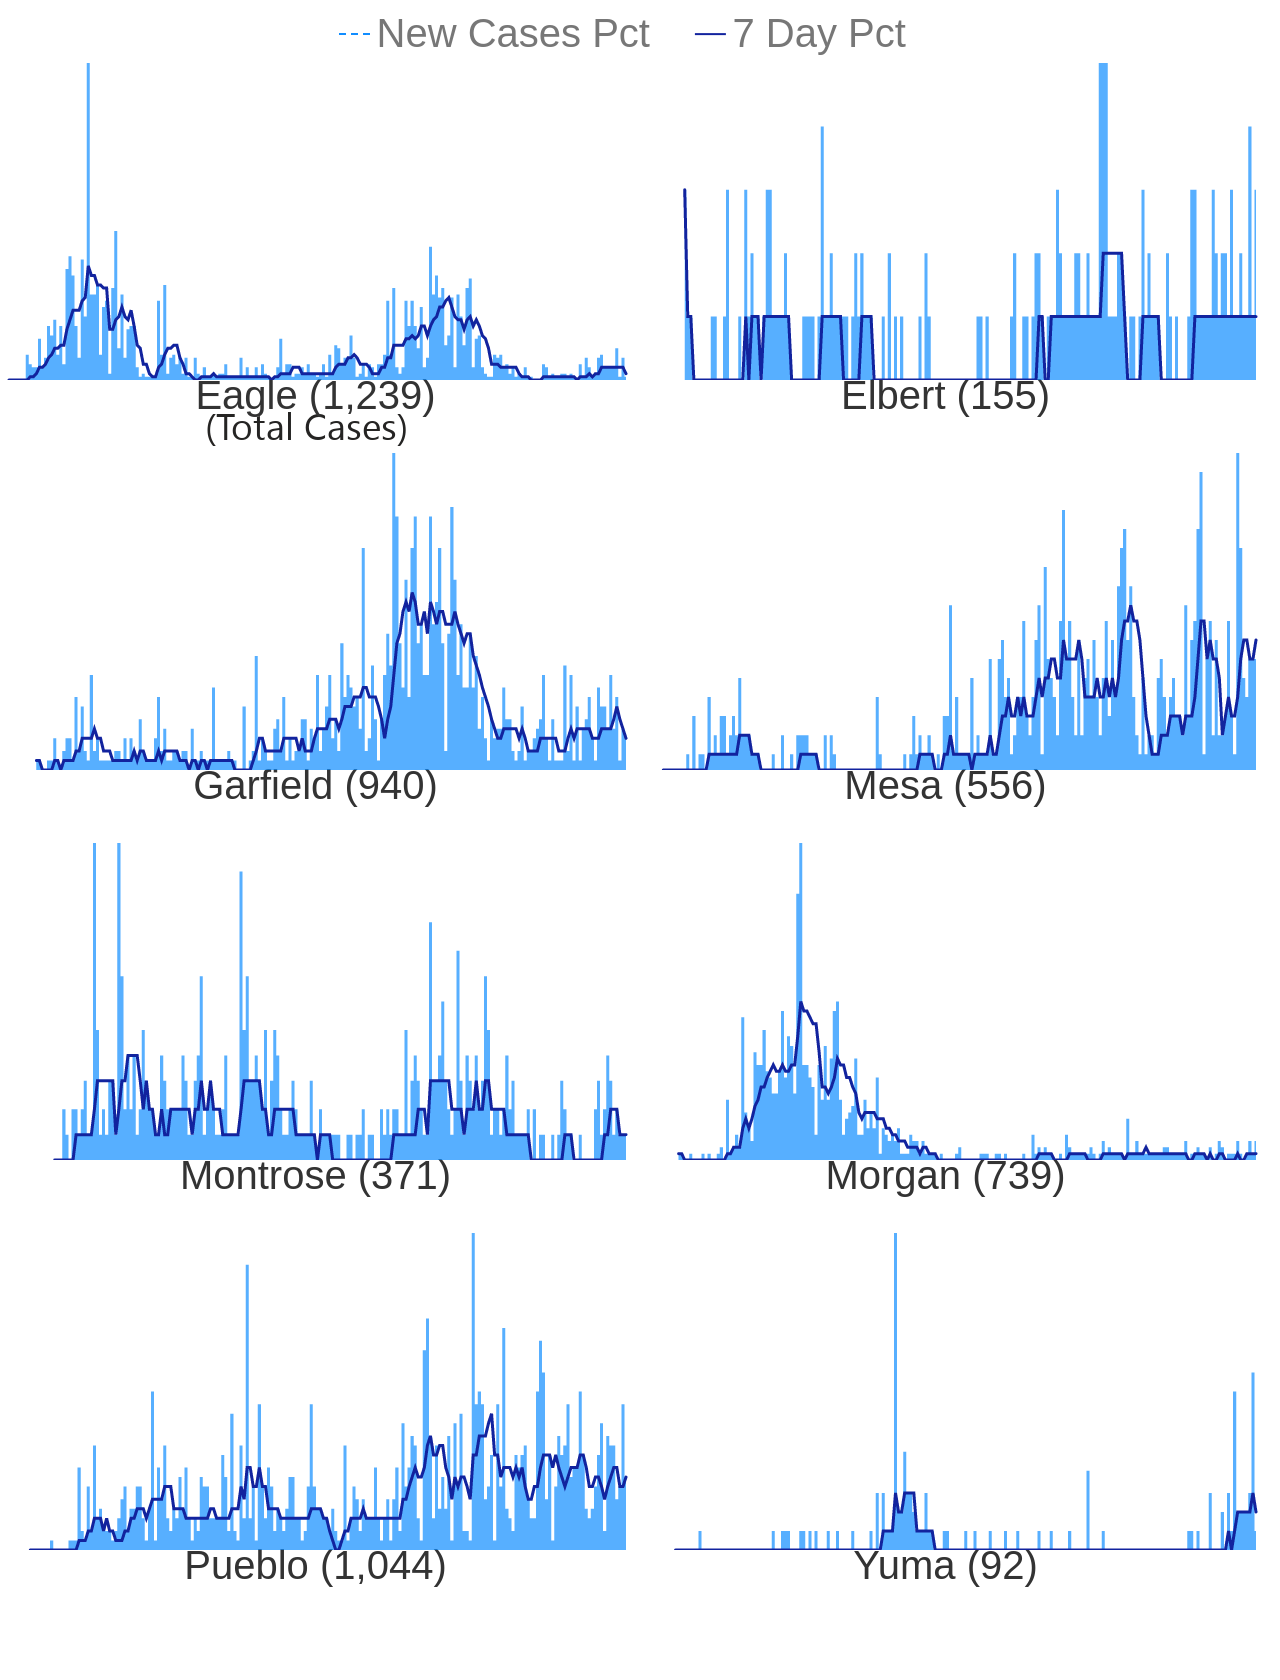 New Cases Pct 7 Day Pct
Eagle (1,239) Elbert (155)
(Total Cases)
Garfield (940) Mesa (556)
Montrose (371) Morgan (739)
Pueblo (1,044) Yuma (92)